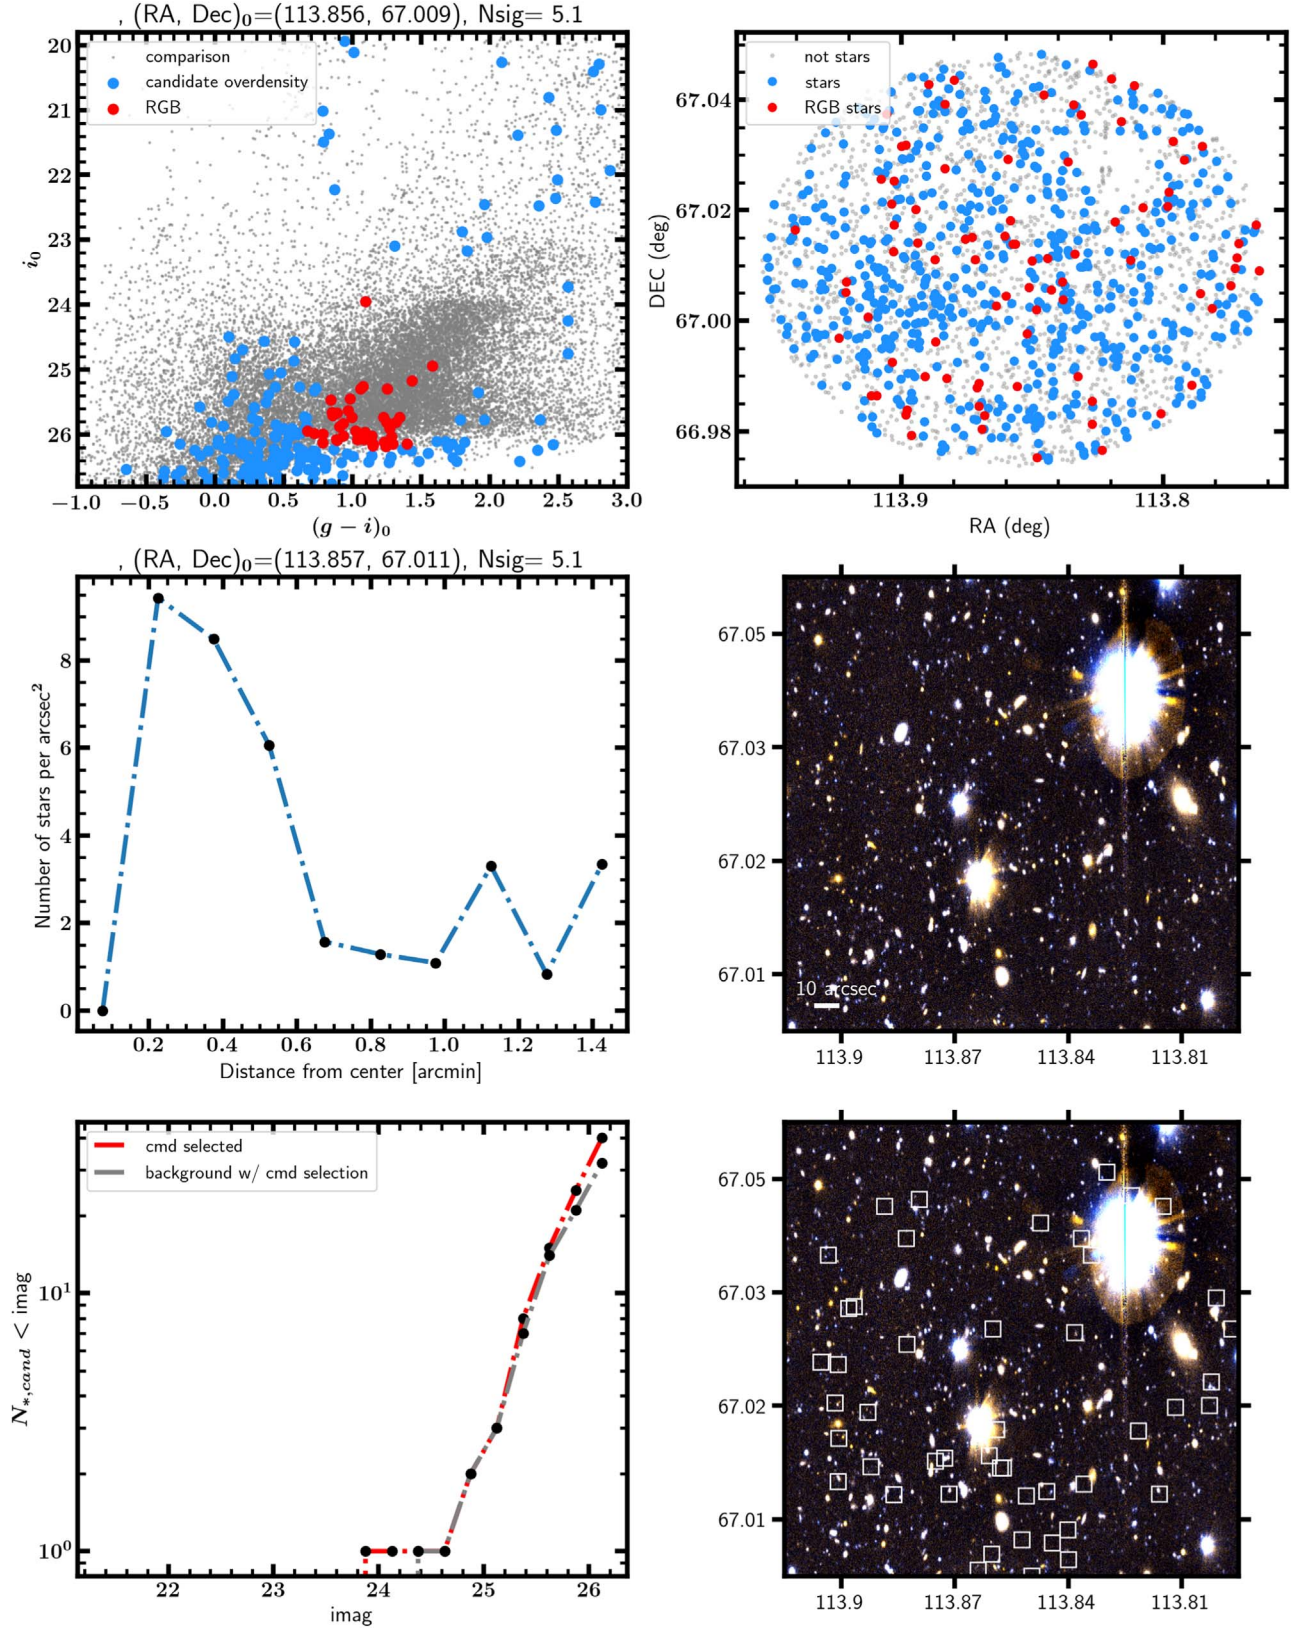 , (RA, Dec)₀=(113.856, 67.009), Nsig= 5.1
20
21
22
23
24
25
26
i₀
comparison
candidate overdensity
RGB
−1.0 −0.5 0.0 0.5 1.0 1.5 2.0 2.5 3.0
(g − i)₀
67.04
67.02
67.00
66.98
DEC (deg)
not stars
stars
RGB stars
113.9 113.8
RA (deg)
, (RA, Dec)₀=(113.857, 67.011), Nsig= 5.1
8
6
4
2
0
Number of stars per arcsec²
0.2 0.4 0.6 0.8 1.0 1.2 1.4
Distance from center [arcmin]
67.05
67.03
67.02
67.01
10 arcsec
113.9 113.87 113.84 113.81
cmd selected
background w/ cmd selection
10¹
10⁰
N*,cand < imag
22 23 24 25 26
imag
67.05
67.03
67.02
67.01
113.9 113.87 113.84 113.81